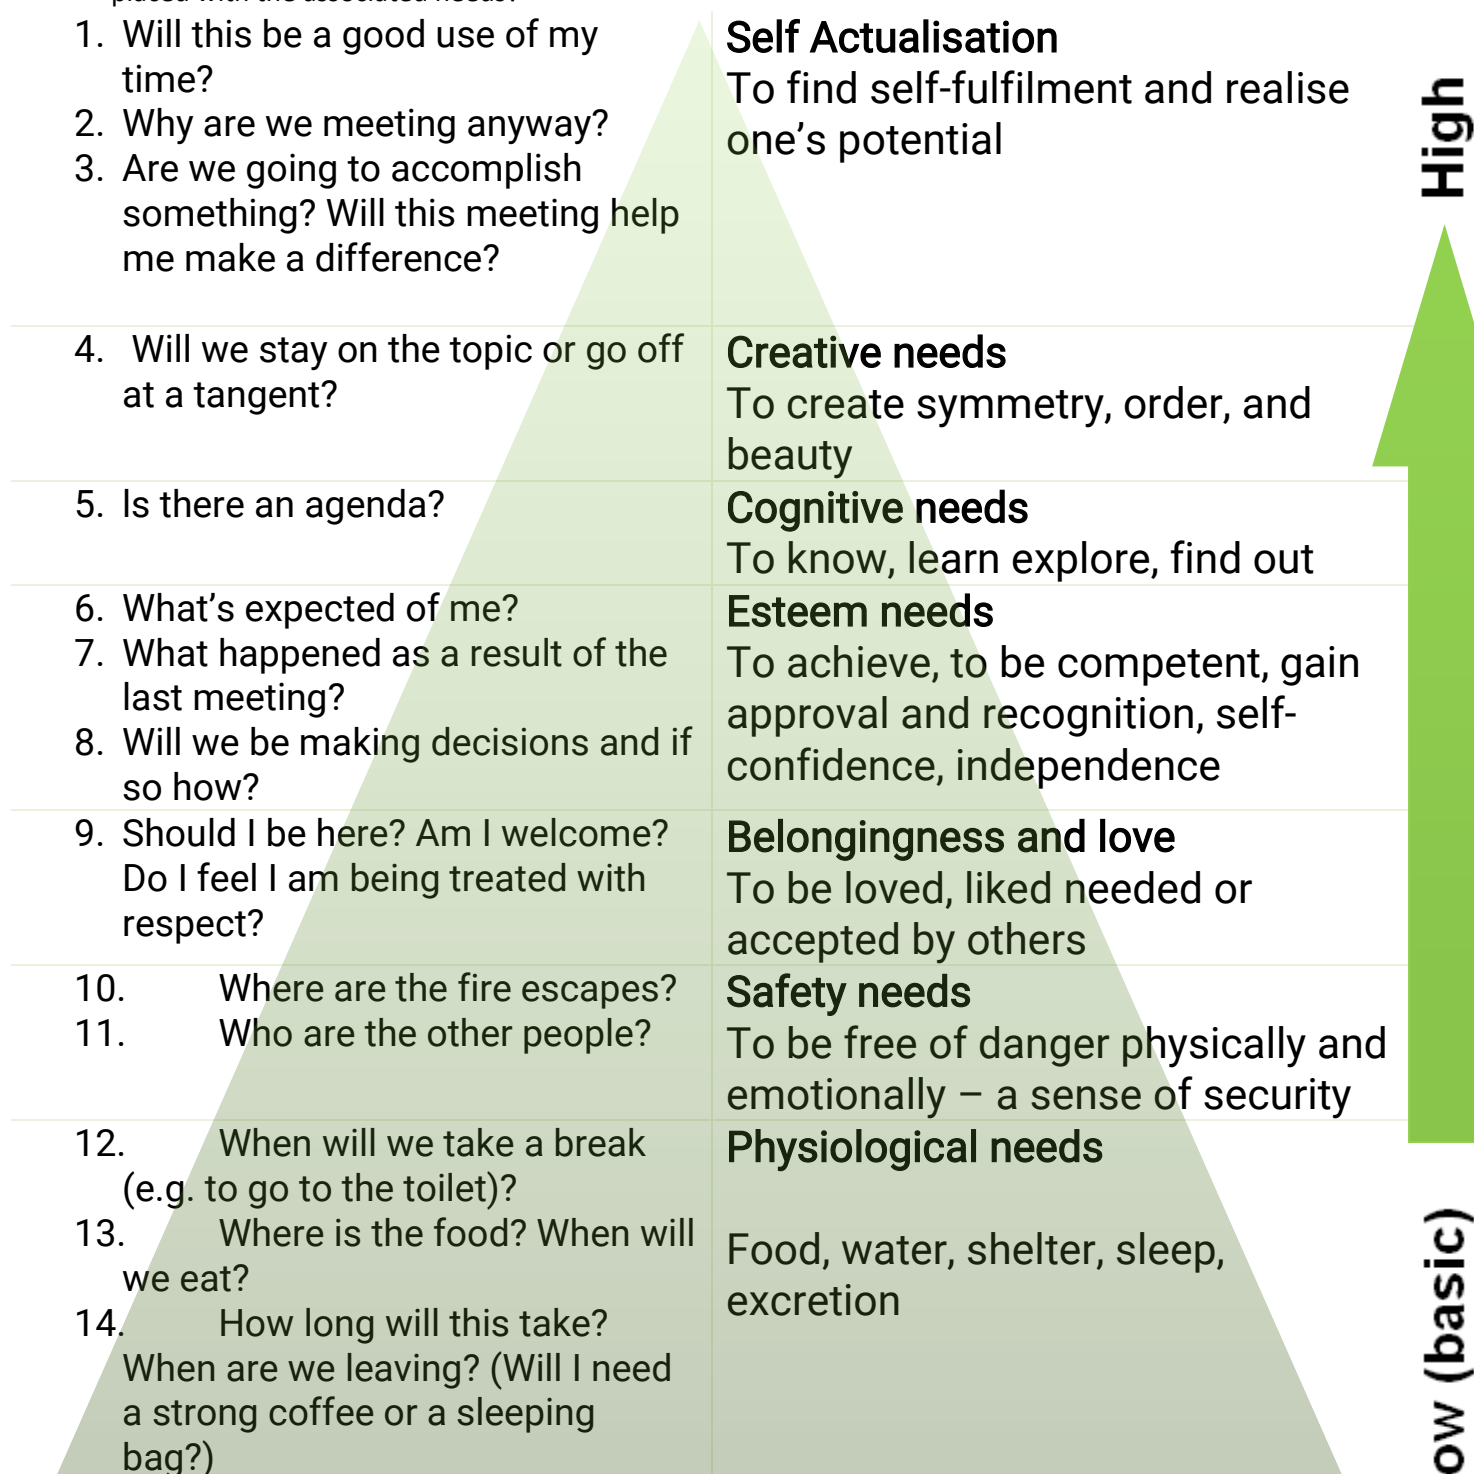 placed with the associated needs?
1. Will this be a good use of my
time?
2. Why are we meeting anyway?
3. Are we going to accomplish
something? Will this meeting help
me make a difference?
Self Actualisation
To find self-fulfilment and realise
one’s potential
4. Will we stay on the topic or go off
at a tangent?
Creative needs
To create symmetry, order, and
beauty
5. Is there an agenda?
Cognitive needs
To know, learn explore, find out
6. What’s expected of me?
7. What happened as a result of the
last meeting?
8. Will we be making decisions and if
so how?
Esteem needs
To achieve, to be competent, gain
approval and recognition, self-
confidence, independence
9. Should I be here? Am I welcome?
Do I feel I am being treated with
respect?
Belongingness and love
To be loved, liked needed or
accepted by others
10. Where are the fire escapes?
11. Who are the other people?
Safety needs
To be free of danger physically and
emotionally – a sense of security
12. When will we take a break
(e.g. to go to the toilet)?
13. Where is the food? When will
we eat?
14. How long will this take?
When are we leaving? (Will I need
a strong coffee or a sleeping
bag?)
Physiological needs
Food, water, shelter, sleep,
excretion
High
ow (basic)